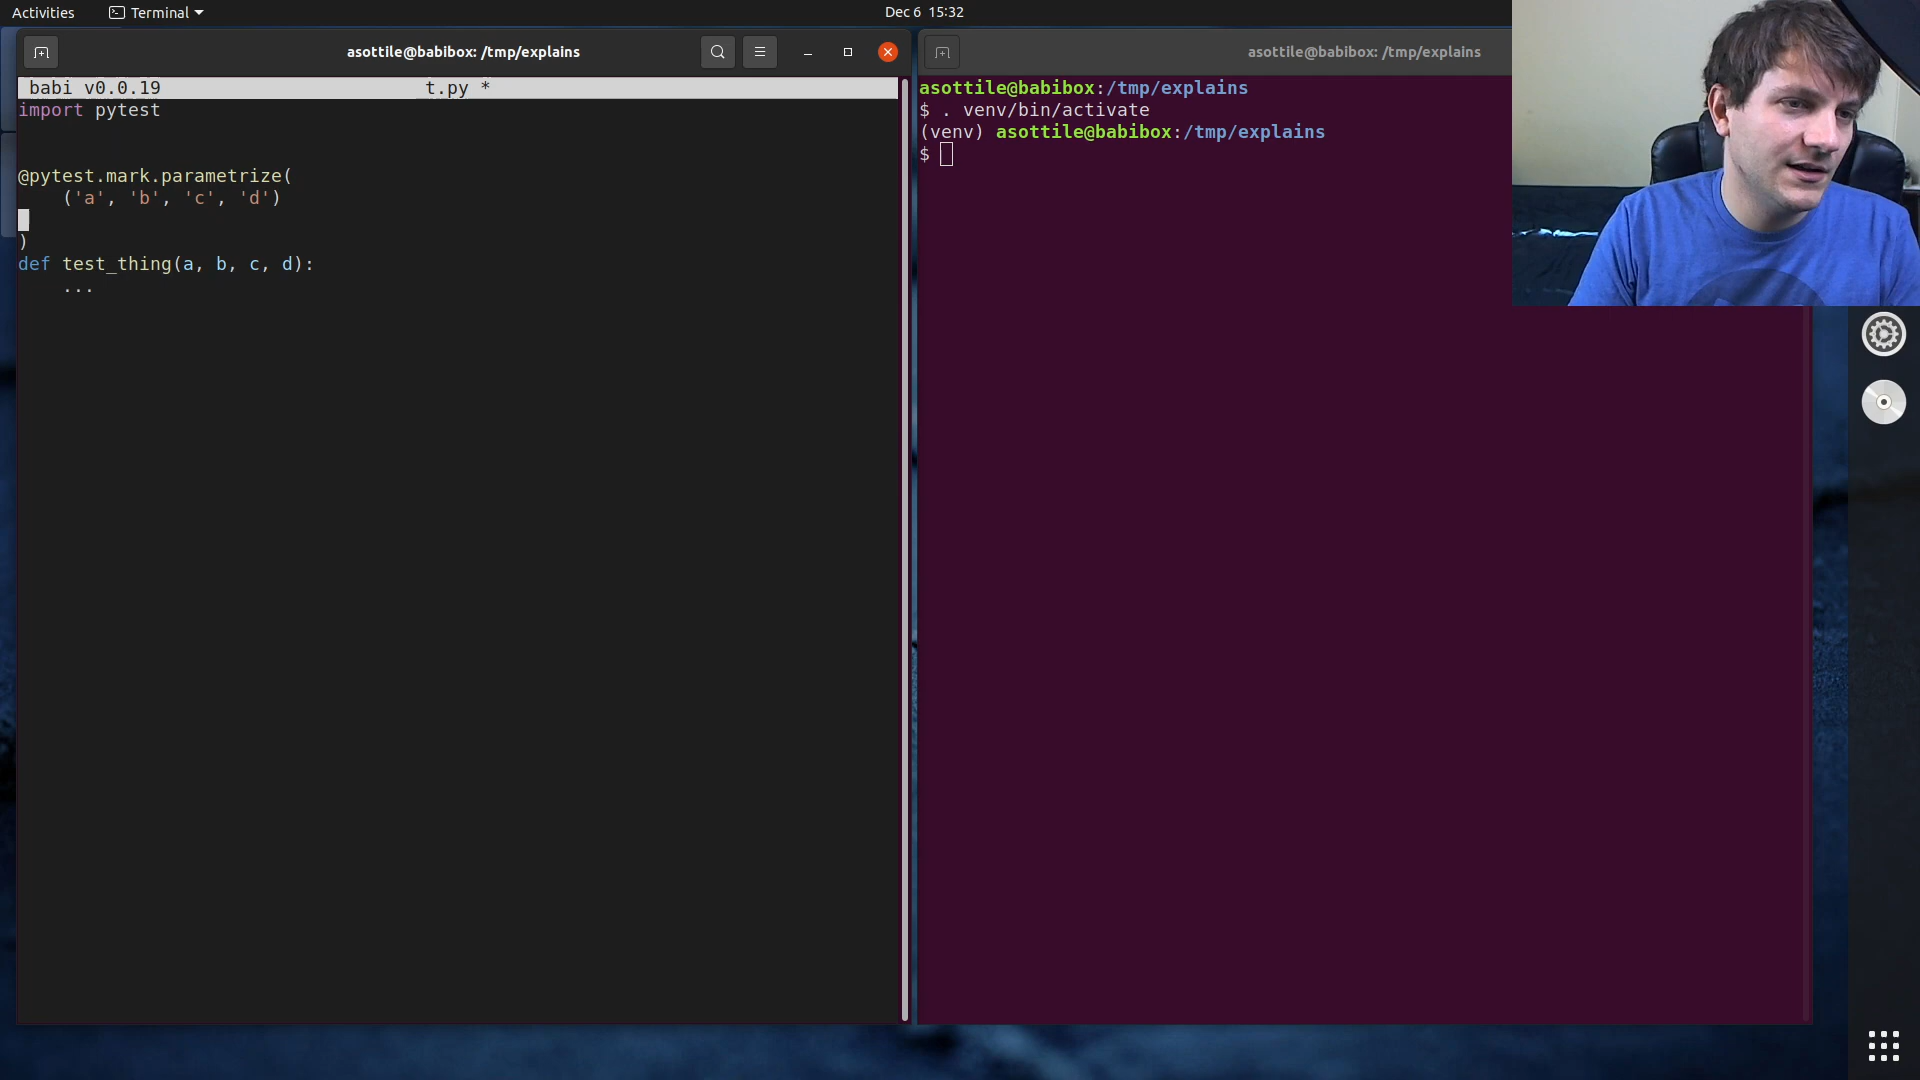 Activities
Terminal
Dec 6 15:32
asottile@babibox: /tmp/explains
babi v0.0.19 t.py *
import pytest
@pytest.mark.parametrize(
('a', 'b', 'c', 'd')
)
def test_thing(a, b, c, d):
...
asottile@babibox: /tmp/explains
asottile@babibox:/tmp/explains
$ . venv/bin/activate
(venv) asottile@babibox:/tmp/explains
$